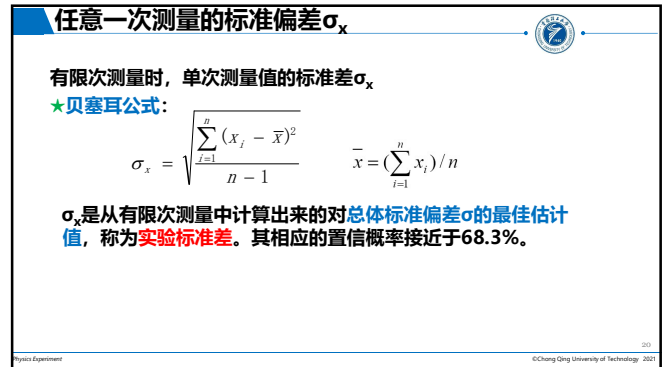 任意一次测量的标准偏差σx
有限次测量时，单次测量值的标准差σx
★贝塞耳公式：
σx = √(∑_{i=1}^{n} (xi − x̄)² / (n − 1))    x̄ = (∑_{i=1}^{n} xi) / n
σx是从有限次测量中计算出来的对总体标准偏差σ的最佳估计
值，称为实验标准差。其相应的置信概率接近于68.3%。
20
Physics Experiment ©Chong Qing University of Technology 2021